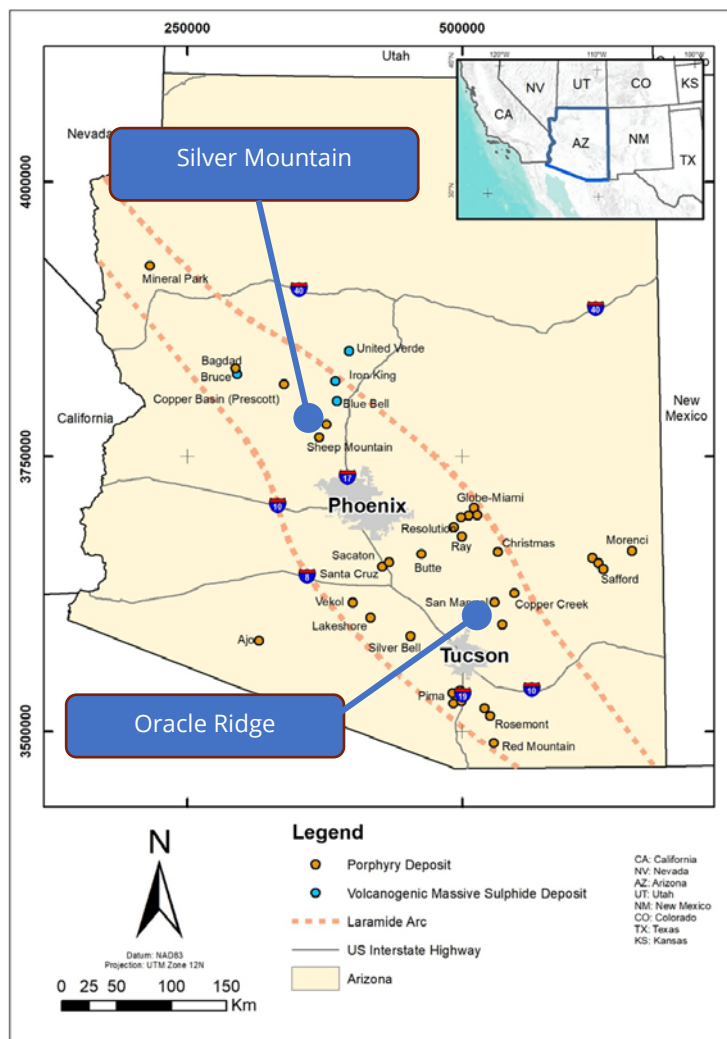 250000
500000
Utah
120°W
110°W
100°W
40°N
30°N
NV
UT
CO
KS
CA
AZ
NM
TX
Nevada
Silver Mountain
4000000
Mineral Park
40
40
United Verde
Bagdad
Bruce
Iron King
Copper Basin (Prescott)
Blue Bell
California
New
Mexico
Sheep Mountain
3750000
17
Phoenix
10
Globe-Miami
Resolution
Ray
Christmas
Morenci
Sacaton
Santa Cruz
Butte
Safford
8
Vekol
San Manuel
Copper Creek
Lakeshore
Silver Bell
Ajo
Tucson
Pima
19
10
Oracle Ridge
Rosemont
Red Mountain
3500000
Legend
N
Porphyry Deposit
Volcanogenic Massive Sulphide Deposit
Laramide Arc
US Interstate Highway
Arizona
CA: California
NV: Nevada
AZ: Arizona
UT: Utah
NM: New Mexico
CO: Colorado
TX: Texas
KS: Kansas
Datum: NAD83
Projection: UTM Zone 12N
0 25 50 100 150
Km